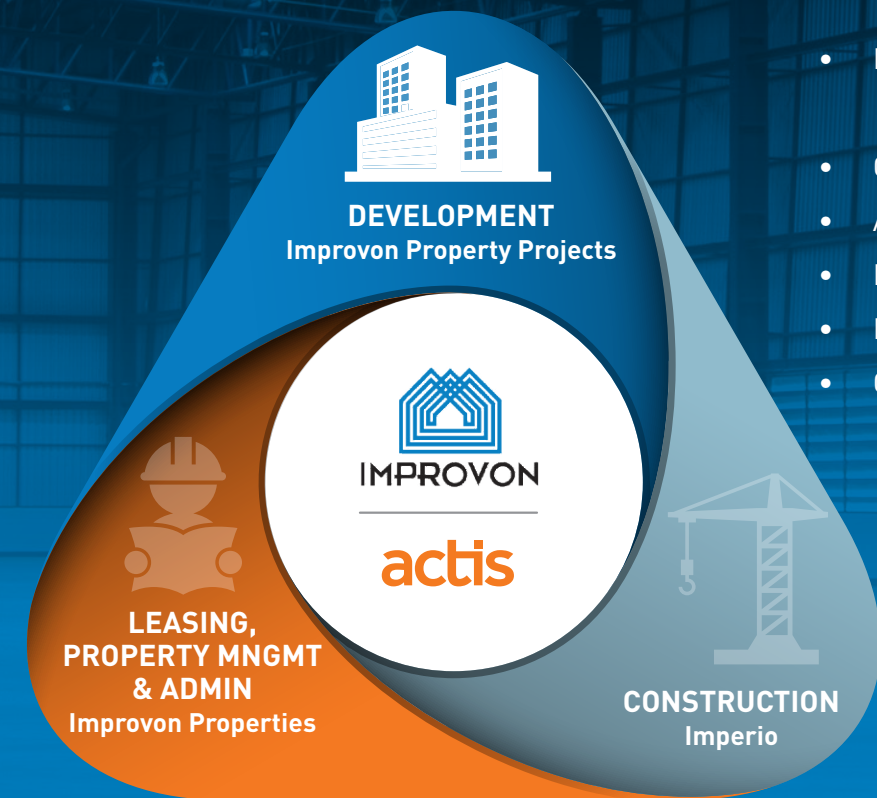 DEVELOPMENT
Improvon Property Projects
IMPROVON
actis
LEASING,
PROPERTY MNGMT
& ADMIN
Improvon Properties
CONSTRUCTION
Imperio